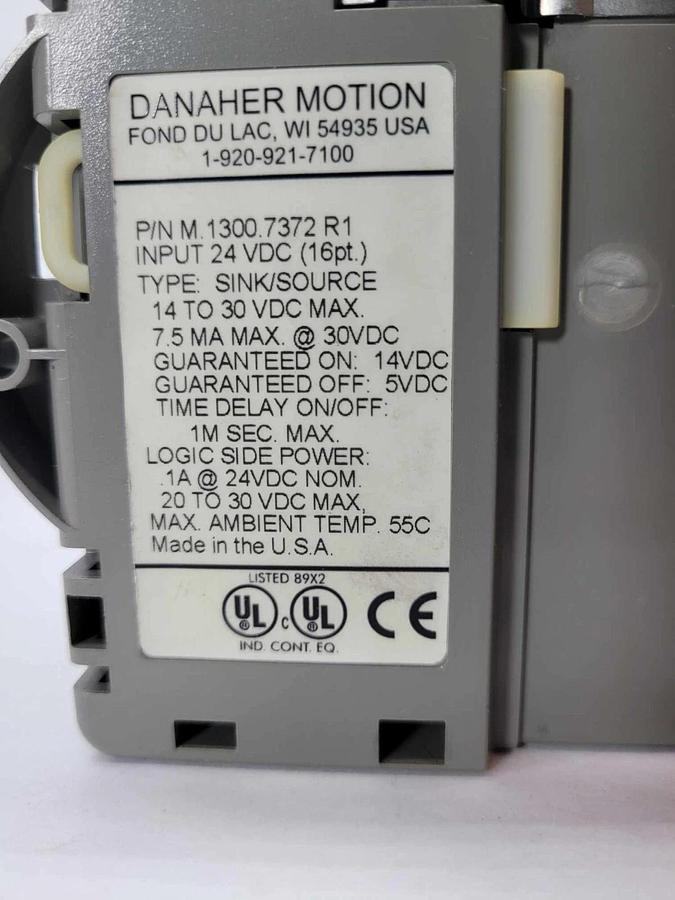 DANAHER MOTION
FOND DU LAC, WI 54935 USA
1-920-921-7100
P/N M.1300.7372 R1
INPUT 24 VDC (16pt.)
TYPE: SINK/SOURCE
14 TO 30 VDC MAX.
7.5 MA MAX. @ 30VDC
GUARANTEED ON: 14VDC
GUARANTEED OFF: 5VDC
TIME DELAY ON/OFF:
1M SEC. MAX.
LOGIC SIDE POWER:
.1A @ 24VDC NOM.
20 TO 30 VDC MAX,
MAX. AMBIENT TEMP. 55C
Made in the U.S.A.
LISTED 89X2
UL ® c UL ® CE
IND. CONT. EQ.